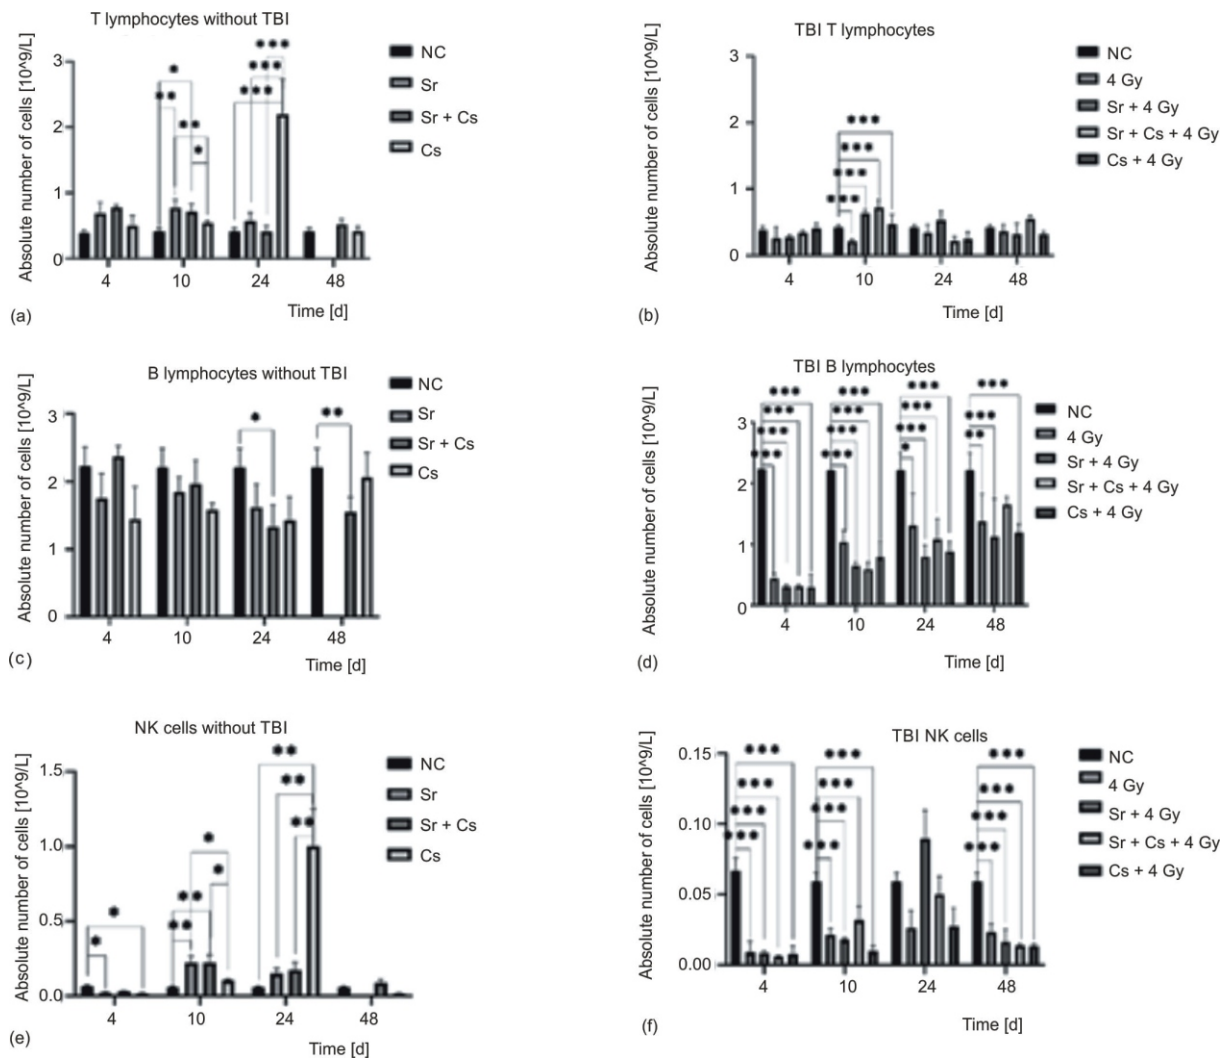 T lymphocytes without TBI
Absolute number of cells [10^9/L]
3
2
1
0
* * *
* * *
* * *
*
* *
* *
*
4 10 24 48
Time [d]
NC
Sr
Sr + Cs
Cs
(a)
TBI T lymphocytes
Absolute number of cells [10^9/L]
3
2
1
0
* * *
* * *
* * *
* * *
4 10 24 48
Time [d]
NC
4 Gy
Sr + 4 Gy
Sr + Cs + 4 Gy
Cs + 4 Gy
(b)
B lymphocytes without TBI
Absolute number of cells [10^9/L]
3
2
1
0
*
* *
4 10 24 48
Time [d]
NC
Sr
Sr + Cs
Cs
(c)
TBI B lymphocytes
Absolute number of cells [10^9/L]
3
2
1
0
* * * * * * * * * * * *
* * * * * * * * * * * *
* * * * * * * * * * *
* * * * * * *
4 10 24 48
Time [d]
NC
4 Gy
Sr + 4 Gy
Sr + Cs + 4 Gy
Cs + 4 Gy
(d)
NK cells without TBI
Absolute number of cells [10^9/L]
1.5
1.0
0.5
0.0
* *
* *
* *
*
*
* *
* *
*
*
4 10 24 48
Time [d]
NC
Sr
Sr + Cs
Cs
(e)
TBI NK cells
Absolute number of cells [10^9/L]
0.15
0.10
0.05
0.00
* * * * * * * * *
* * * * * * * * *
* * * * * * * * *
* * * * * * * * *
4 10 24 48
Time [d]
NC
4 Gy
Sr + 4 Gy
Sr + Cs + 4 Gy
Cs + 4 Gy
(f)